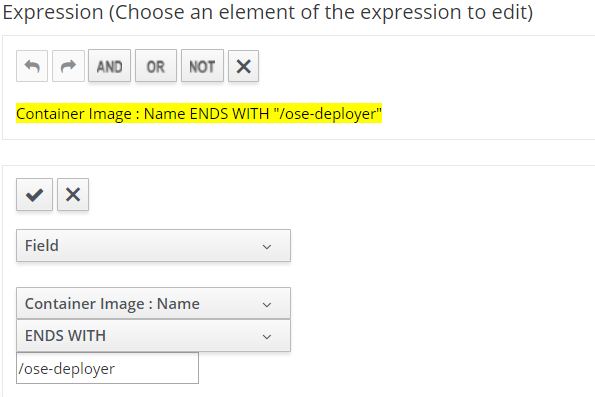 Expression (Choose an element of the expression to edit)
AND OR NOT
Container Image : Name ENDS WITH "/ose-deployer"
Field
Container Image : Name
ENDS WITH
/ose-deployer